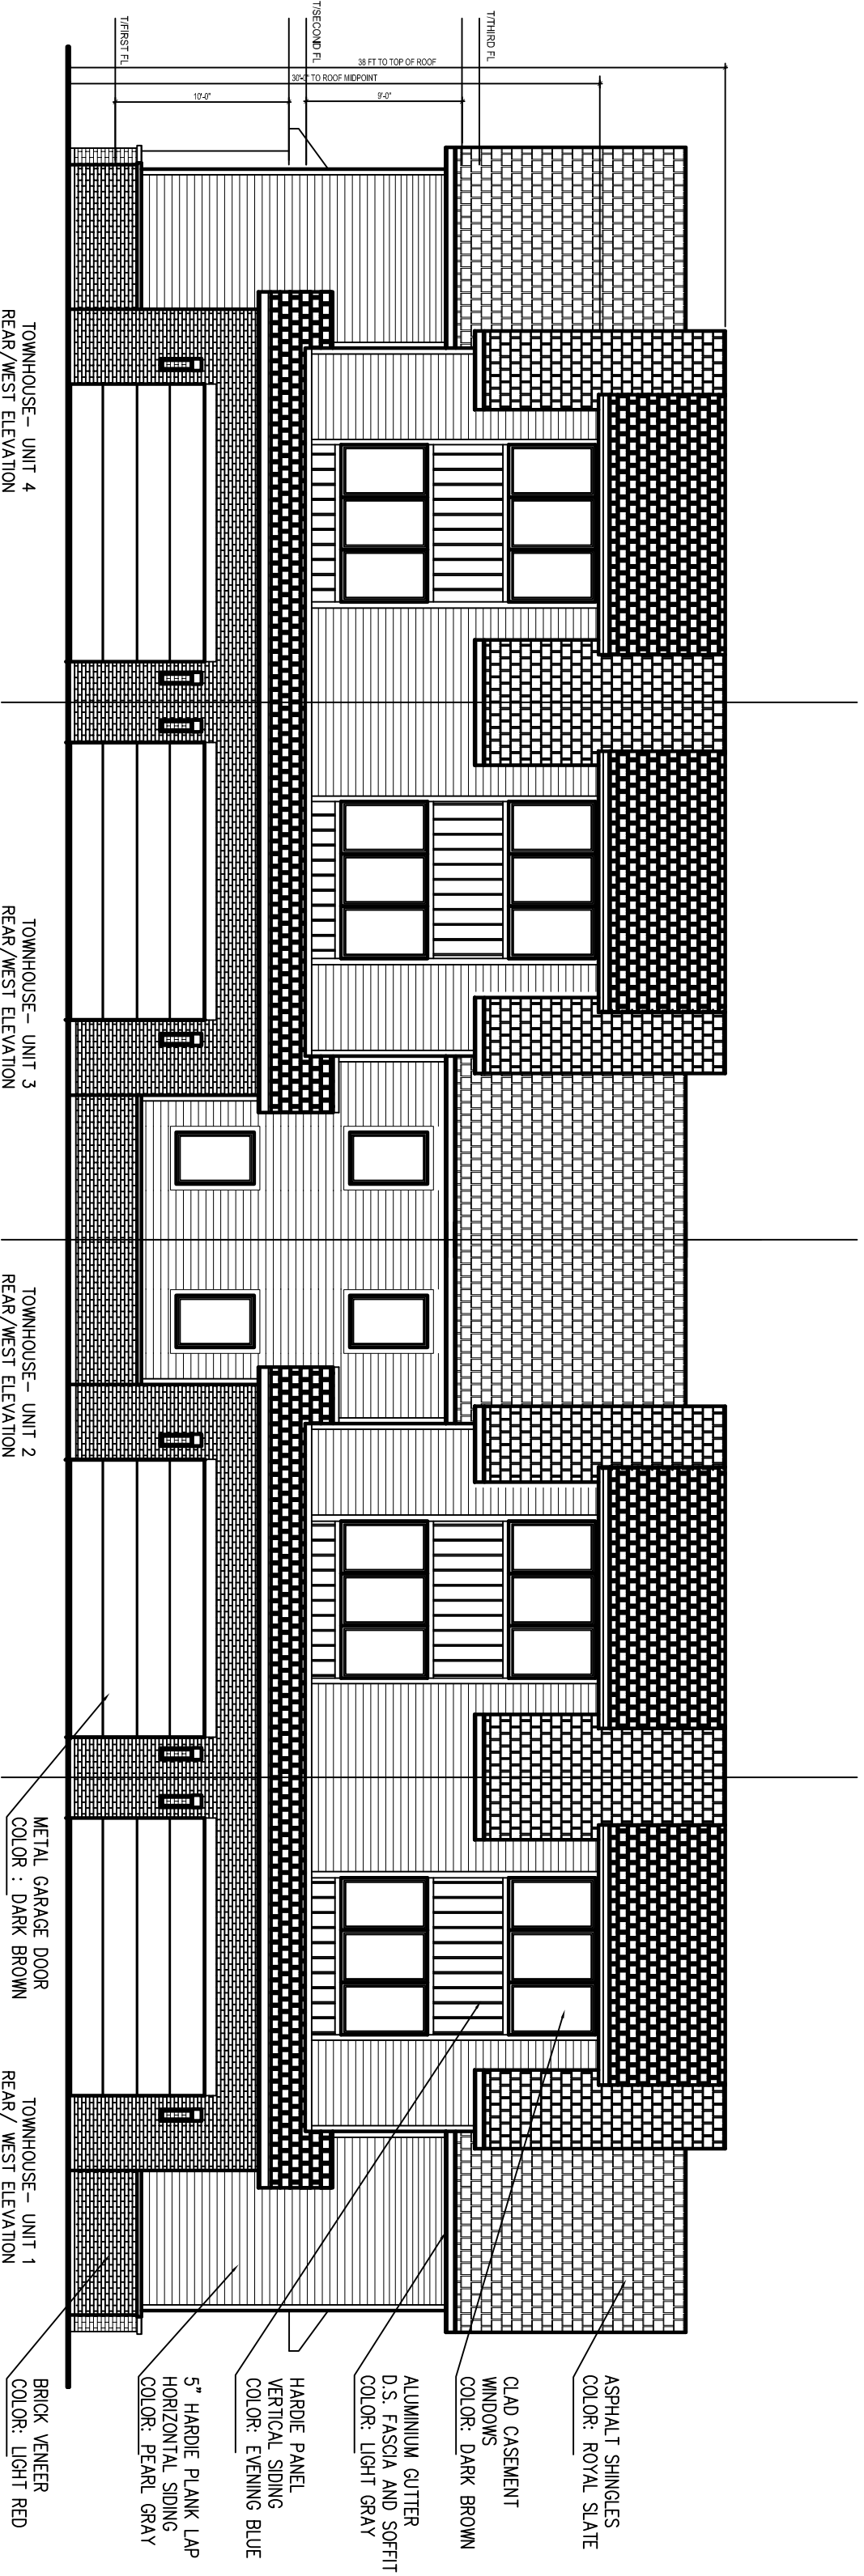 T/THIRD FL
T/SECOND FL
T/FIRST FL
38 FT TO TOP OF ROOF
30'-0" TO ROOF MIDPOINT
9'-0"
10'-0"
ASPHALT SHINGLES
COLOR: ROYAL SLATE
CLAD CASEMENT
WINDOWS
COLOR: DARK BROWN
ALUMINIUM GUTTER
D.S. FASCIA AND SOFFIT
COLOR: LIGHT GRAY
HARDIE PANEL
VERTICAL SIDING
COLOR: EVENING BLUE
5" HARDIE PLANK LAP
HORIZONTAL SIDING
COLOR: PEARL GRAY
BRICK VENEER
COLOR: LIGHT RED
METAL GARAGE DOOR
COLOR : DARK BROWN
TOWNHOUSE- UNIT 4
REAR/WEST ELEVATION
TOWNHOUSE- UNIT 3
REAR/WEST ELEVATION
TOWNHOUSE- UNIT 2
REAR/WEST ELEVATION
TOWNHOUSE- UNIT 1
REAR/ WEST ELEVATION